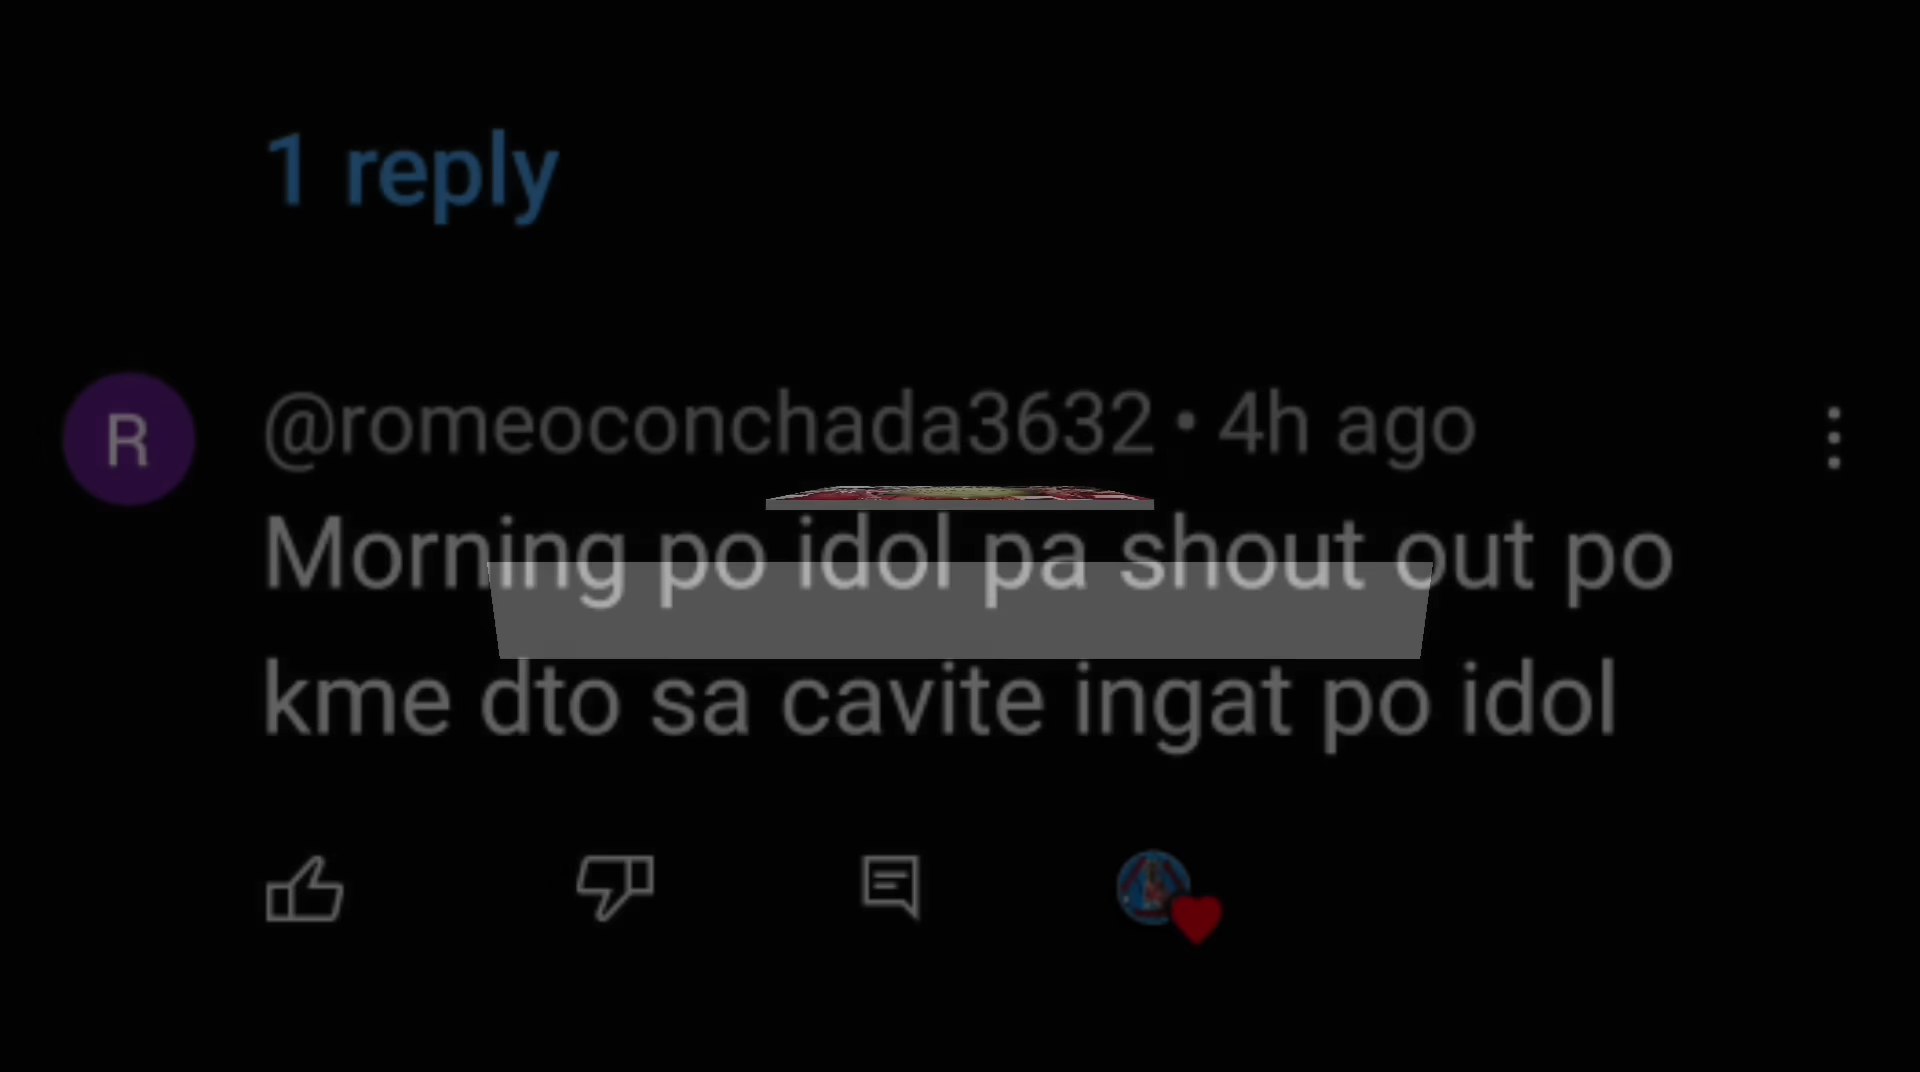 1 reply
R
@romeoconchada3632 • 4h ago
Morning po idol pa shout out po
kme dto sa cavite ingat po idol